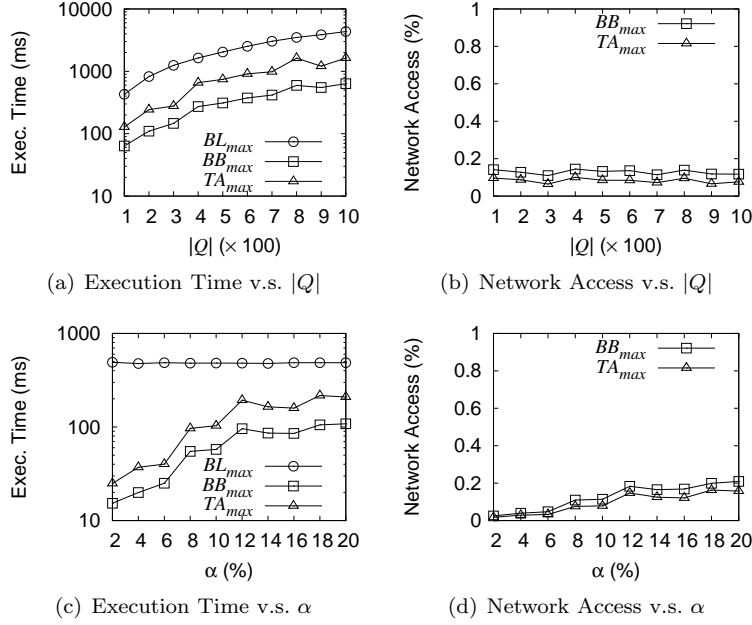 10000
1000
100
10
Exec. Time (ms)
BL_max
BB_max
TA_max
1 2 3 4 5 6 7 8 9 10
|Q| (× 100)
(a) Execution Time v.s. |Q|
1
0.8
0.6
0.4
0.2
0
Network Access (%)
BB_max
TA_max
1 2 3 4 5 6 7 8 9 10
|Q| (× 100)
(b) Network Access v.s. |Q|
1000
100
10
Exec. Time (ms)
BL_max
BB_max
TA_max
2 4 6 8 10 12 14 16 18 20
α (%)
(c) Execution Time v.s. α
1
0.8
0.6
0.4
0.2
0
Network Access (%)
BB_max
TA_max
2 4 6 8 10 12 14 16 18 20
α (%)
(d) Network Access v.s. α